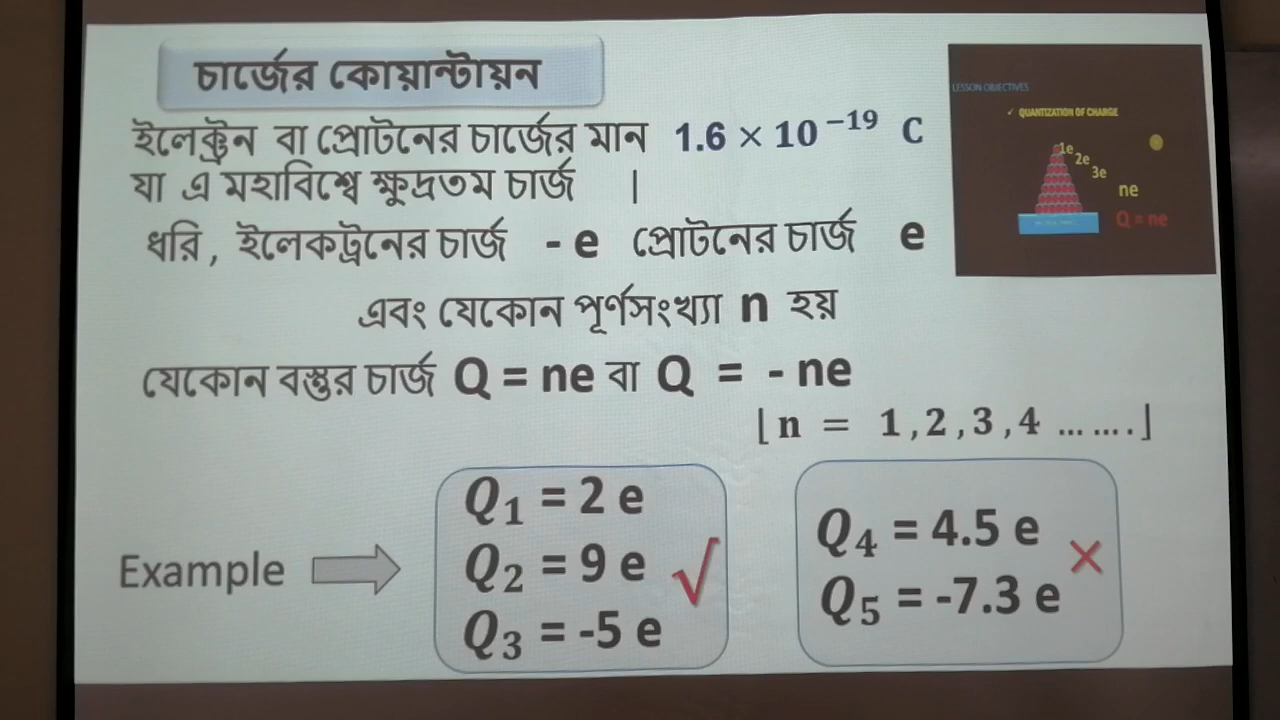 চার্জের কোয়ান্টায়ন
ইলেক্ট্রন বা প্রোটনের চার্জের মান 1.6 × 10⁻¹⁹ C
যা এ মহাবিশ্বে ক্ষুদ্রতম চার্জ |
ধরি , ইলেকট্রনের চার্জ - e প্রোটনের চার্জ e
এবং যেকোন পূর্ণসংখ্যা n হয়
যেকোন বস্তুর চার্জ Q = ne বা Q = - ne
⌊n = 1 , 2 , 3 , 4 … … . ⌋
Example
Q₁ = 2 e
Q₂ = 9 e √
Q₃ = -5 e
Q₄ = 4.5 e ×
Q₅ = -7.3 e
LESSON OBJECTIVES
✓ QUANTIZATION OF CHARGE
1e
2e
3e
ne
Q = ne